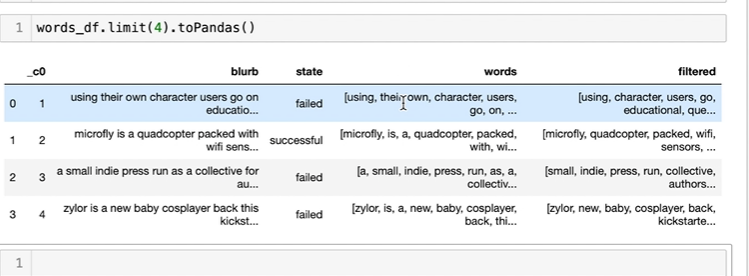 1 words_df.limit(4).toPandas()
_c0 blurb state words filtered
0 1 using their own character users go on educatio... failed [using, their, own, character, users, go, on, ... [using, character, users, go, educational, que...
1 2 microfly is a quadcopter packed with wifi sens... successful [microfly, is, a, quadcopter, packed, with, wi... [microfly, quadcopter, packed, wifi, sensors, ...
2 3 a small indie press run as a collective for au... failed [a, small, indie, press, run, as, a, collectiv... [small, indie, press, run, collective, authors...
3 4 zylor is a new baby cosplayer back this kickst... failed [zylor, is, a, new, baby, cosplayer, back, thi... [zylor, new, baby, cosplayer, back, kickstarte...
1